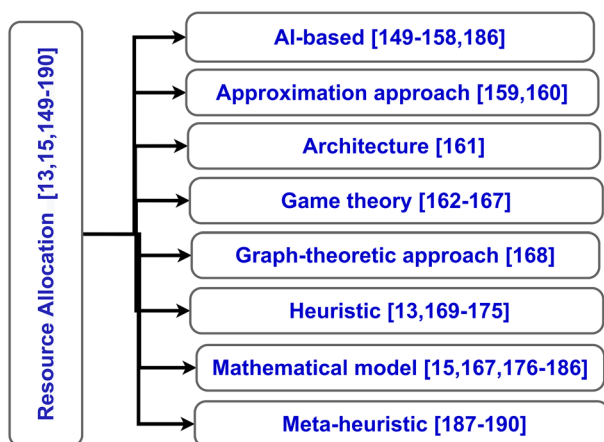 Resource Allocation [13,15,149-190]
AI-based [149-158,186]
Approximation approach [159,160]
Architecture [161]
Game theory [162-167]
Graph-theoretic approach [168]
Heuristic [13,169-175]
Mathematical model [15,167,176-186]
Meta-heuristic [187-190]